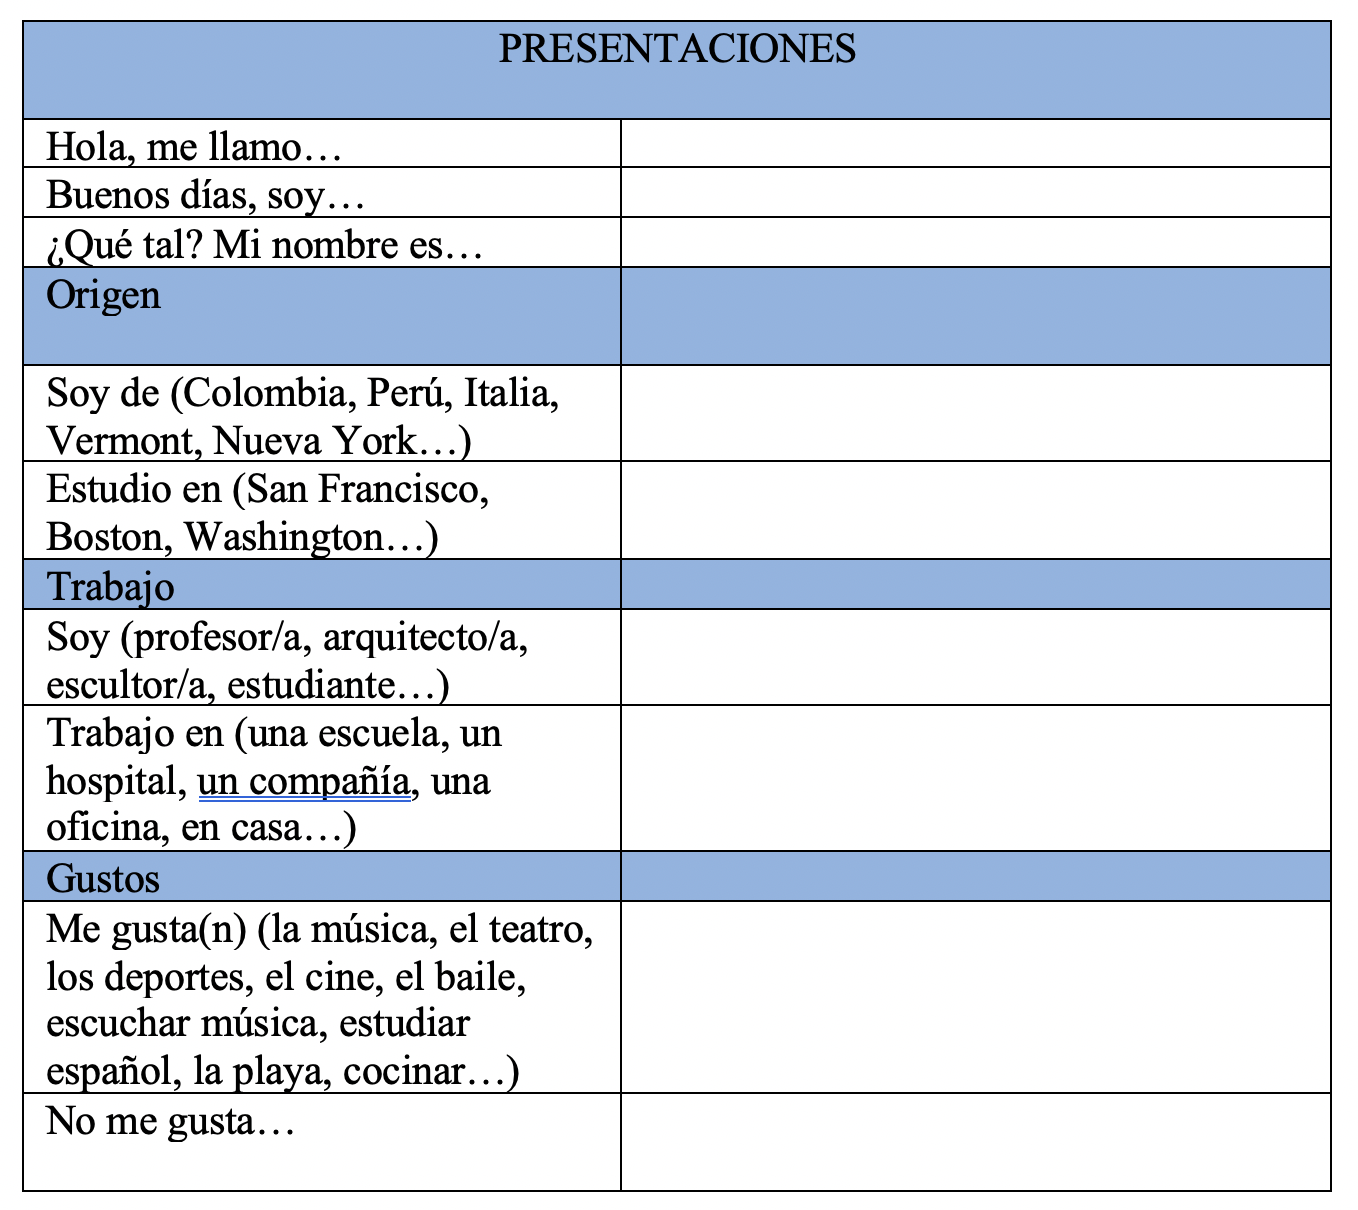 PRESENTACIONES
Hola, me llamo…
Buenos días, soy…
¿Qué tal? Mi nombre es…
Origen
Soy de (Colombia, Perú, Italia,
Vermont, Nueva York…)
Estudio en (San Francisco,
Boston, Washington…)
Trabajo
Soy (profesor/a, arquitecto/a,
escultor/a, estudiante…)
Trabajo en (una escuela, un
hospital, un compañía, una
oficina, en casa…)
Gustos
Me gusta(n) (la música, el teatro,
los deportes, el cine, el baile,
escuchar música, estudiar
español, la playa, cocinar…)
No me gusta…